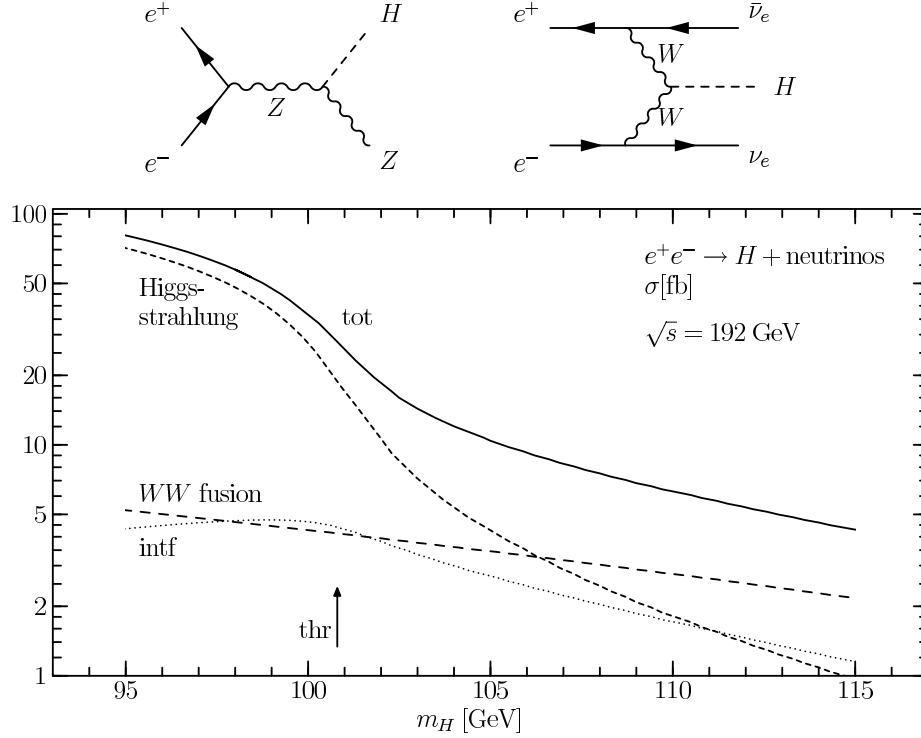 e⁺ H e⁺ ν̄ₑ
Z W H
W
e⁻ Z e⁻ νₑ
100
e⁺e⁻ → H + neutrinos
σ[fb]
√s = 192 GeV
50
Higgs-
strahlung
tot
20
10
WW fusion
5
intf
2
thr
1
95 100 105 110 115
m_H [GeV]